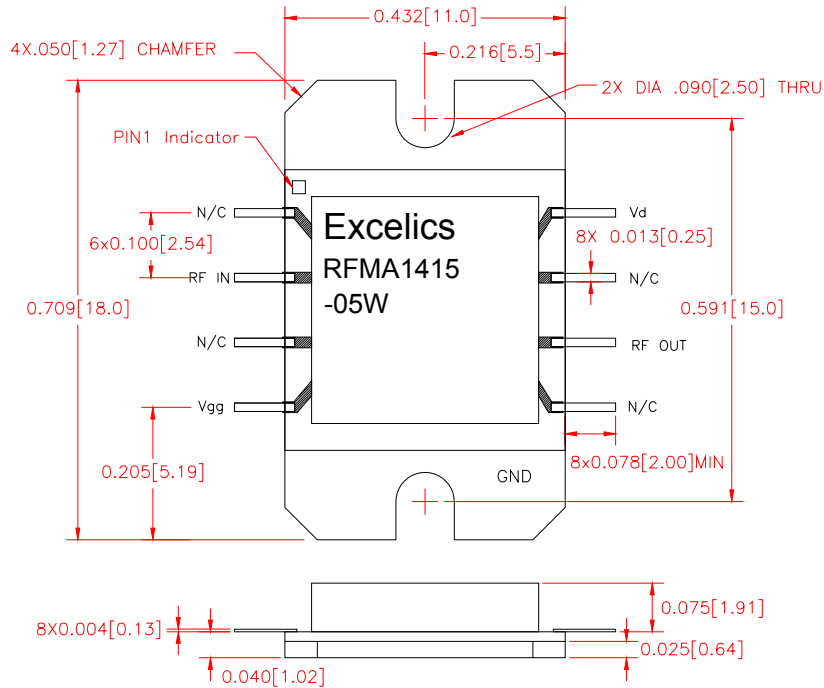 0.432[11.0]
4X.050[1.27] CHAMFER
0.216[5.5]
2X DIA .090[2.50] THRU
PIN1 Indicator
N/C
Vd
Excelics
8X 0.013[0.25]
6x0.100[2.54]
RFMA1415
RF IN
N/C
-05W
0.709[18.0]
0.591[15.0]
N/C
RF OUT
Vgg
N/C
0.205[5.19]
8x0.078[2.00]MIN
GND
0.075[1.91]
8X0.004[0.13]
0.025[0.64]
0.040[1.02]